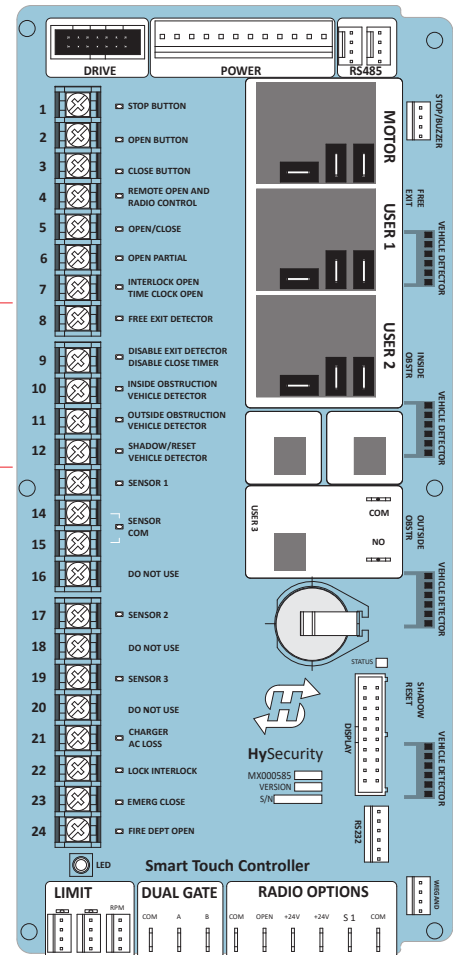 DRIVE
POWER
RS485
1 STOP BUTTON
2 OPEN BUTTON
3 CLOSE BUTTON
4 REMOTE OPEN AND
RADIO CONTROL
5 OPEN/CLOSE
6 OPEN PARTIAL
7 INTERLOCK OPEN
TIME CLOCK OPEN
8 FREE EXIT DETECTOR
9 DISABLE EXIT DETECTOR
DISABLE CLOSE TIMER
10 INSIDE OBSTRUCTION
VEHICLE DETECTOR
11 OUTSIDE OBSTRUCTION
VEHICLE DETECTOR
12 SHADOW/RESET
VEHICLE DETECTOR
SENSOR 1
14 SENSOR
15 COM
16 DO NOT USE
17 SENSOR 2
18 DO NOT USE
19 SENSOR 3
20 DO NOT USE
21 CHARGER
AC LOSS
22 LOCK INTERLOCK
23 EMERG CLOSE
24 FIRE DEPT OPEN
MOTOR
USER 1
USER 2
USER 3
COM
NO
STOP/BUZZER
FREE
EXIT
VEHICLE DETECTOR
INSIDE
OBSTR
VEHICLE DETECTOR
OUTSIDE
OBSTR
VEHICLE DETECTOR
SHADOW
RESET
VEHICLE DETECTOR
STATUS
DISPLAY
HySecurity
MX000585
VERSION
S/N
RS232
WIEGAND
LED
Smart Touch Controller
LIMIT
RPM
DUAL GATE
COM A B
RADIO OPTIONS
COM OPEN +24V +24V S 1 COM